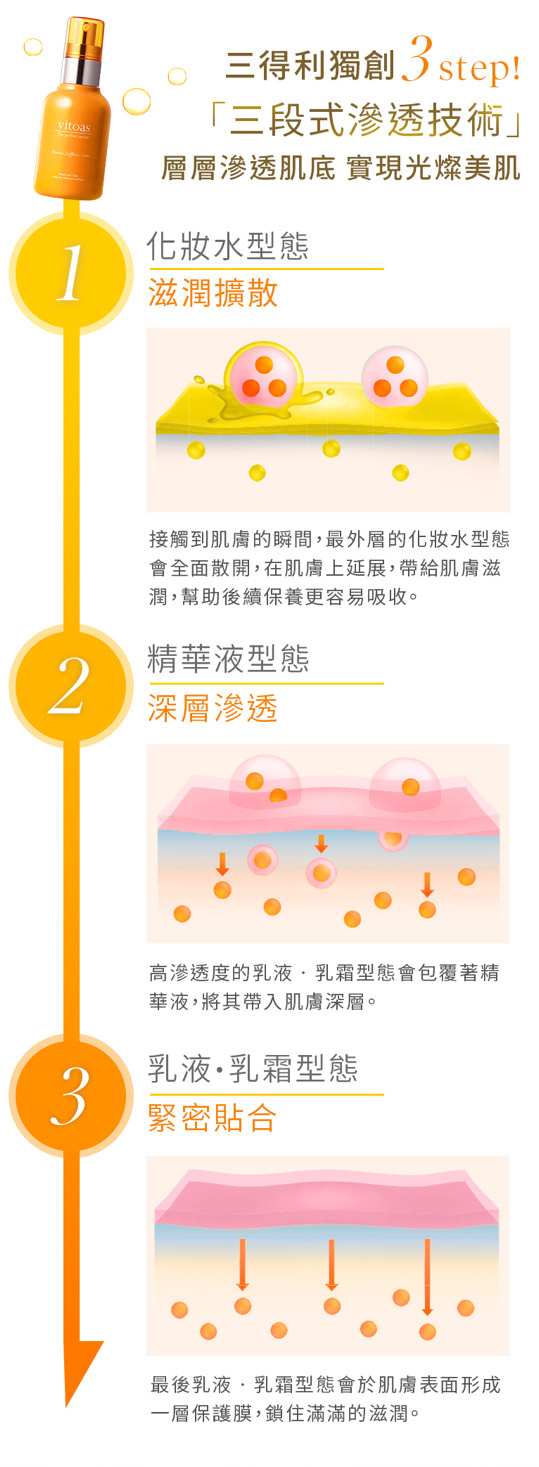 三得利獨創3 step!
「三段式滲透技術」
層層滲透肌底 實現光燦美肌
vitoas
1
化妝水型態
滋潤擴散
接觸到肌膚的瞬間，最外層的化妝水型態
會全面散開，在肌膚上延展，帶給肌膚滋
潤，幫助後續保養更容易吸收。
2
精華液型態
深層滲透
高滲透度的乳液．乳霜型態會包覆著精
華液，將其帶入肌膚深層。
3
乳液・乳霜型態
緊密貼合
最後乳液．乳霜型態會於肌膚表面形成
一層保護膜，鎖住滿滿的滋潤。